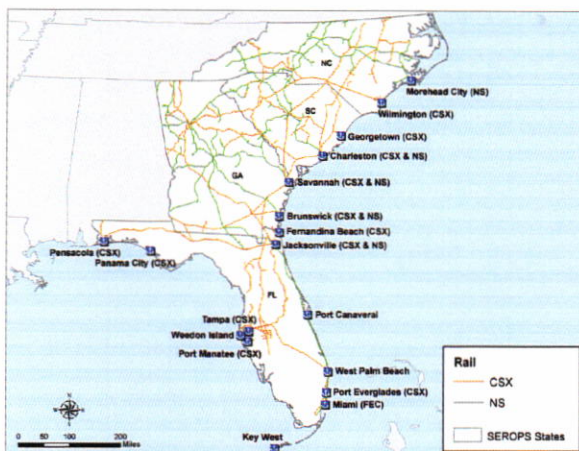 NC
Morehead City (NS)
SC
Wilmington (CSX)
Georgetown (CSX)
Charleston (CSX & NS)
GA
Savannah (CSX & NS)
Brunswick (CSX & NS)
Fernandina Beach (CSX)
Jacksonville (CSX & NS)
Pensacola (CSX)
Panama City (CSX)
FL
Tampa (CSX)
Port Canaveral
Weedon Island
Port Manatee (CSX)
West Palm Beach
Port Everglades (CSX)
Miami (FEC)
Key West
Rail
CSX
NS
SEROPS States
0 50 100 200
Miles